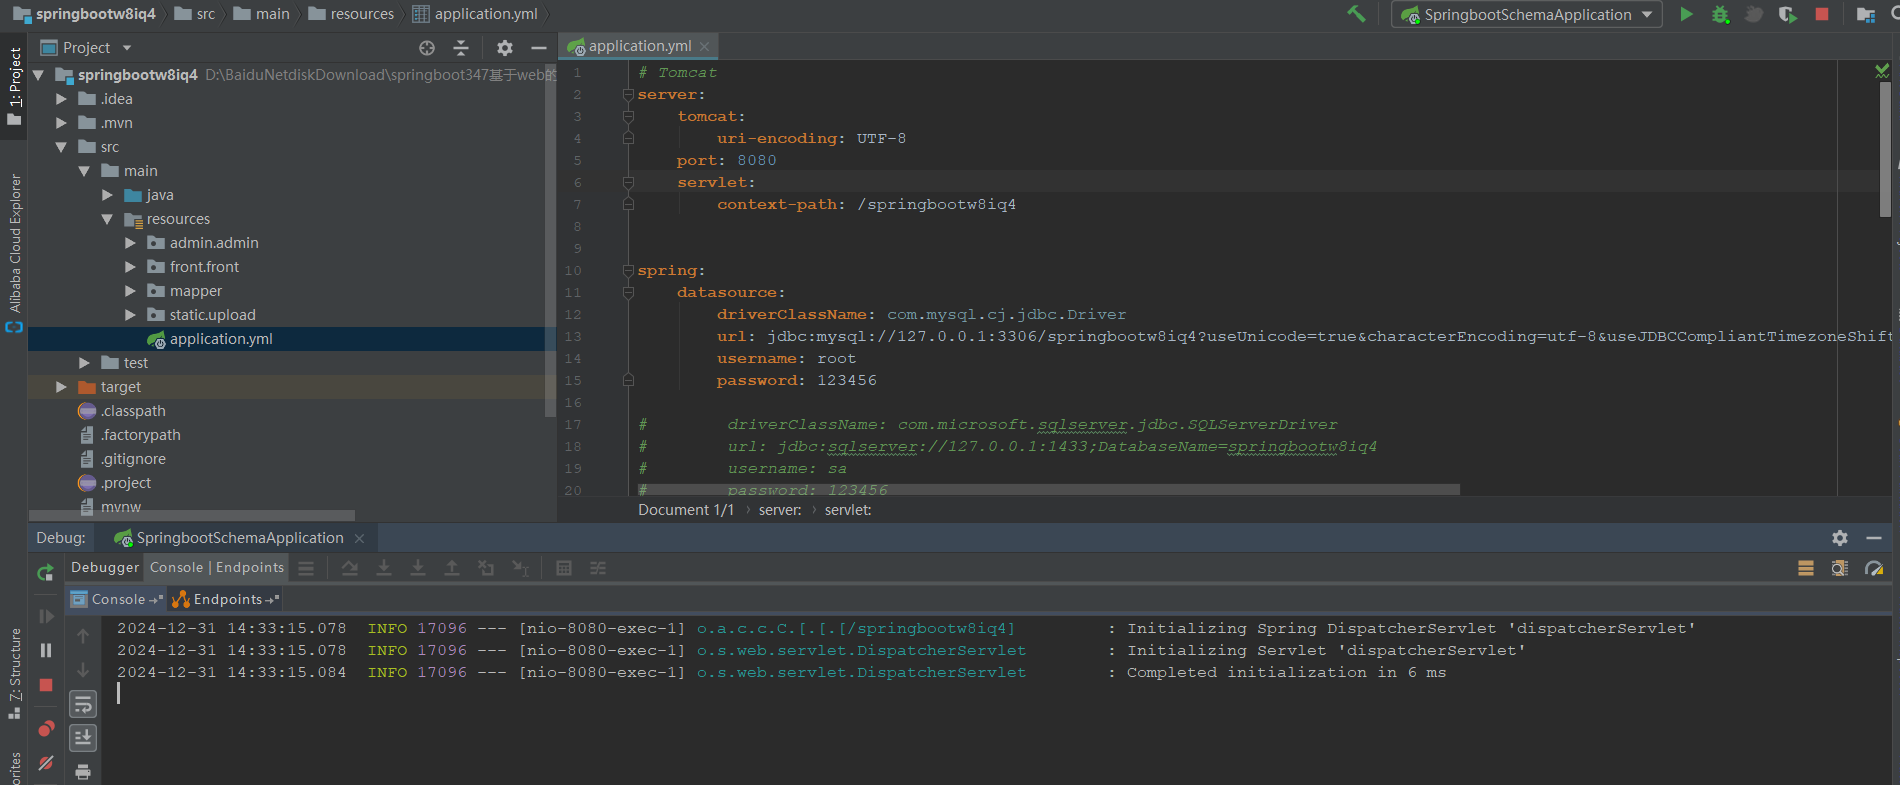 springbootw8iq4 src main resources application.yml
SpringbootSchemaApplication
Project
application.yml
1: Project
Alibaba Cloud Explorer
Z: Structure
orites
springbootw8iq4 D:\BaiduNetdiskDownload\springboot347基于web的
.idea
.mvn
src
main
java
resources
admin.admin
front.front
mapper
static.upload
application.yml
test
target
.classpath
.factorypath
.gitignore
.project
mvnw
1 # Tomcat
2 server:
3 tomcat:
4 uri-encoding: UTF-8
5 port: 8080
6 servlet:
7 context-path: /springbootw8iq4
8
9
10 spring:
11 datasource:
12 driverClassName: com.mysql.cj.jdbc.Driver
13 url: jdbc:mysql://127.0.0.1:3306/springbootw8iq4?useUnicode=true&characterEncoding=utf-8&useJDBCCompliantTimezoneShift
14 username: root
15 password: 123456
16
17 # driverClassName: com.microsoft.sqlserver.jdbc.SQLServerDriver
18 # url: jdbc:sqlserver://127.0.0.1:1433;DatabaseName=springbootw8iq4
19 # username: sa
20 # password: 123456
Document 1/1 › server: › servlet:
Debug: SpringbootSchemaApplication
Debugger Console | Endpoints
Console Endpoints
2024-12-31 14:33:15.078 INFO 17096 --- [nio-8080-exec-1] o.a.c.c.C.[.[.[/springbootw8iq4] : Initializing Spring DispatcherServlet 'dispatcherServlet'
2024-12-31 14:33:15.078 INFO 17096 --- [nio-8080-exec-1] o.s.web.servlet.DispatcherServlet : Initializing Servlet 'dispatcherServlet'
2024-12-31 14:33:15.084 INFO 17096 --- [nio-8080-exec-1] o.s.web.servlet.DispatcherServlet : Completed initialization in 6 ms